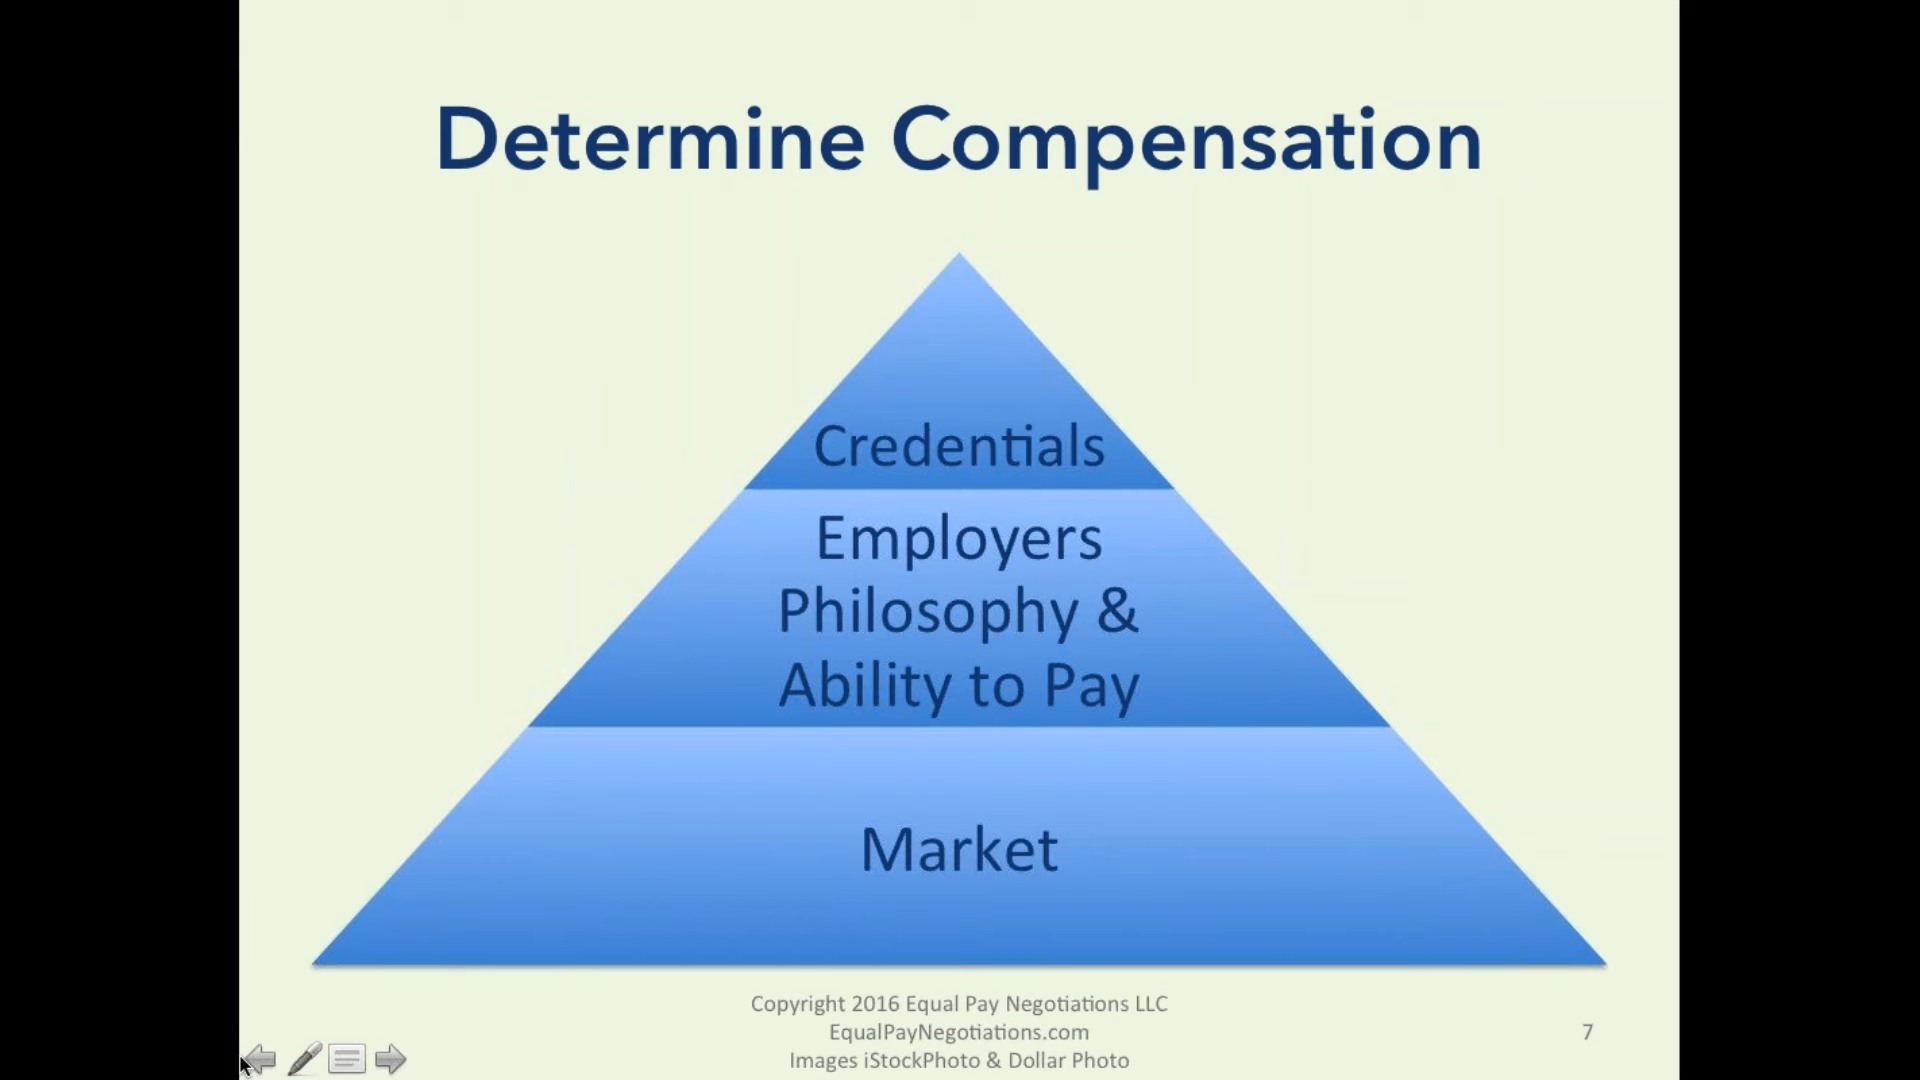 Determine Compensation
Credentials
Employers
Philosophy &
Ability to Pay
Market
Copyright 2016 Equal Pay Negotiations LLC
EqualPayNegotiations.com
Images iStockPhoto & Dollar Photo
7